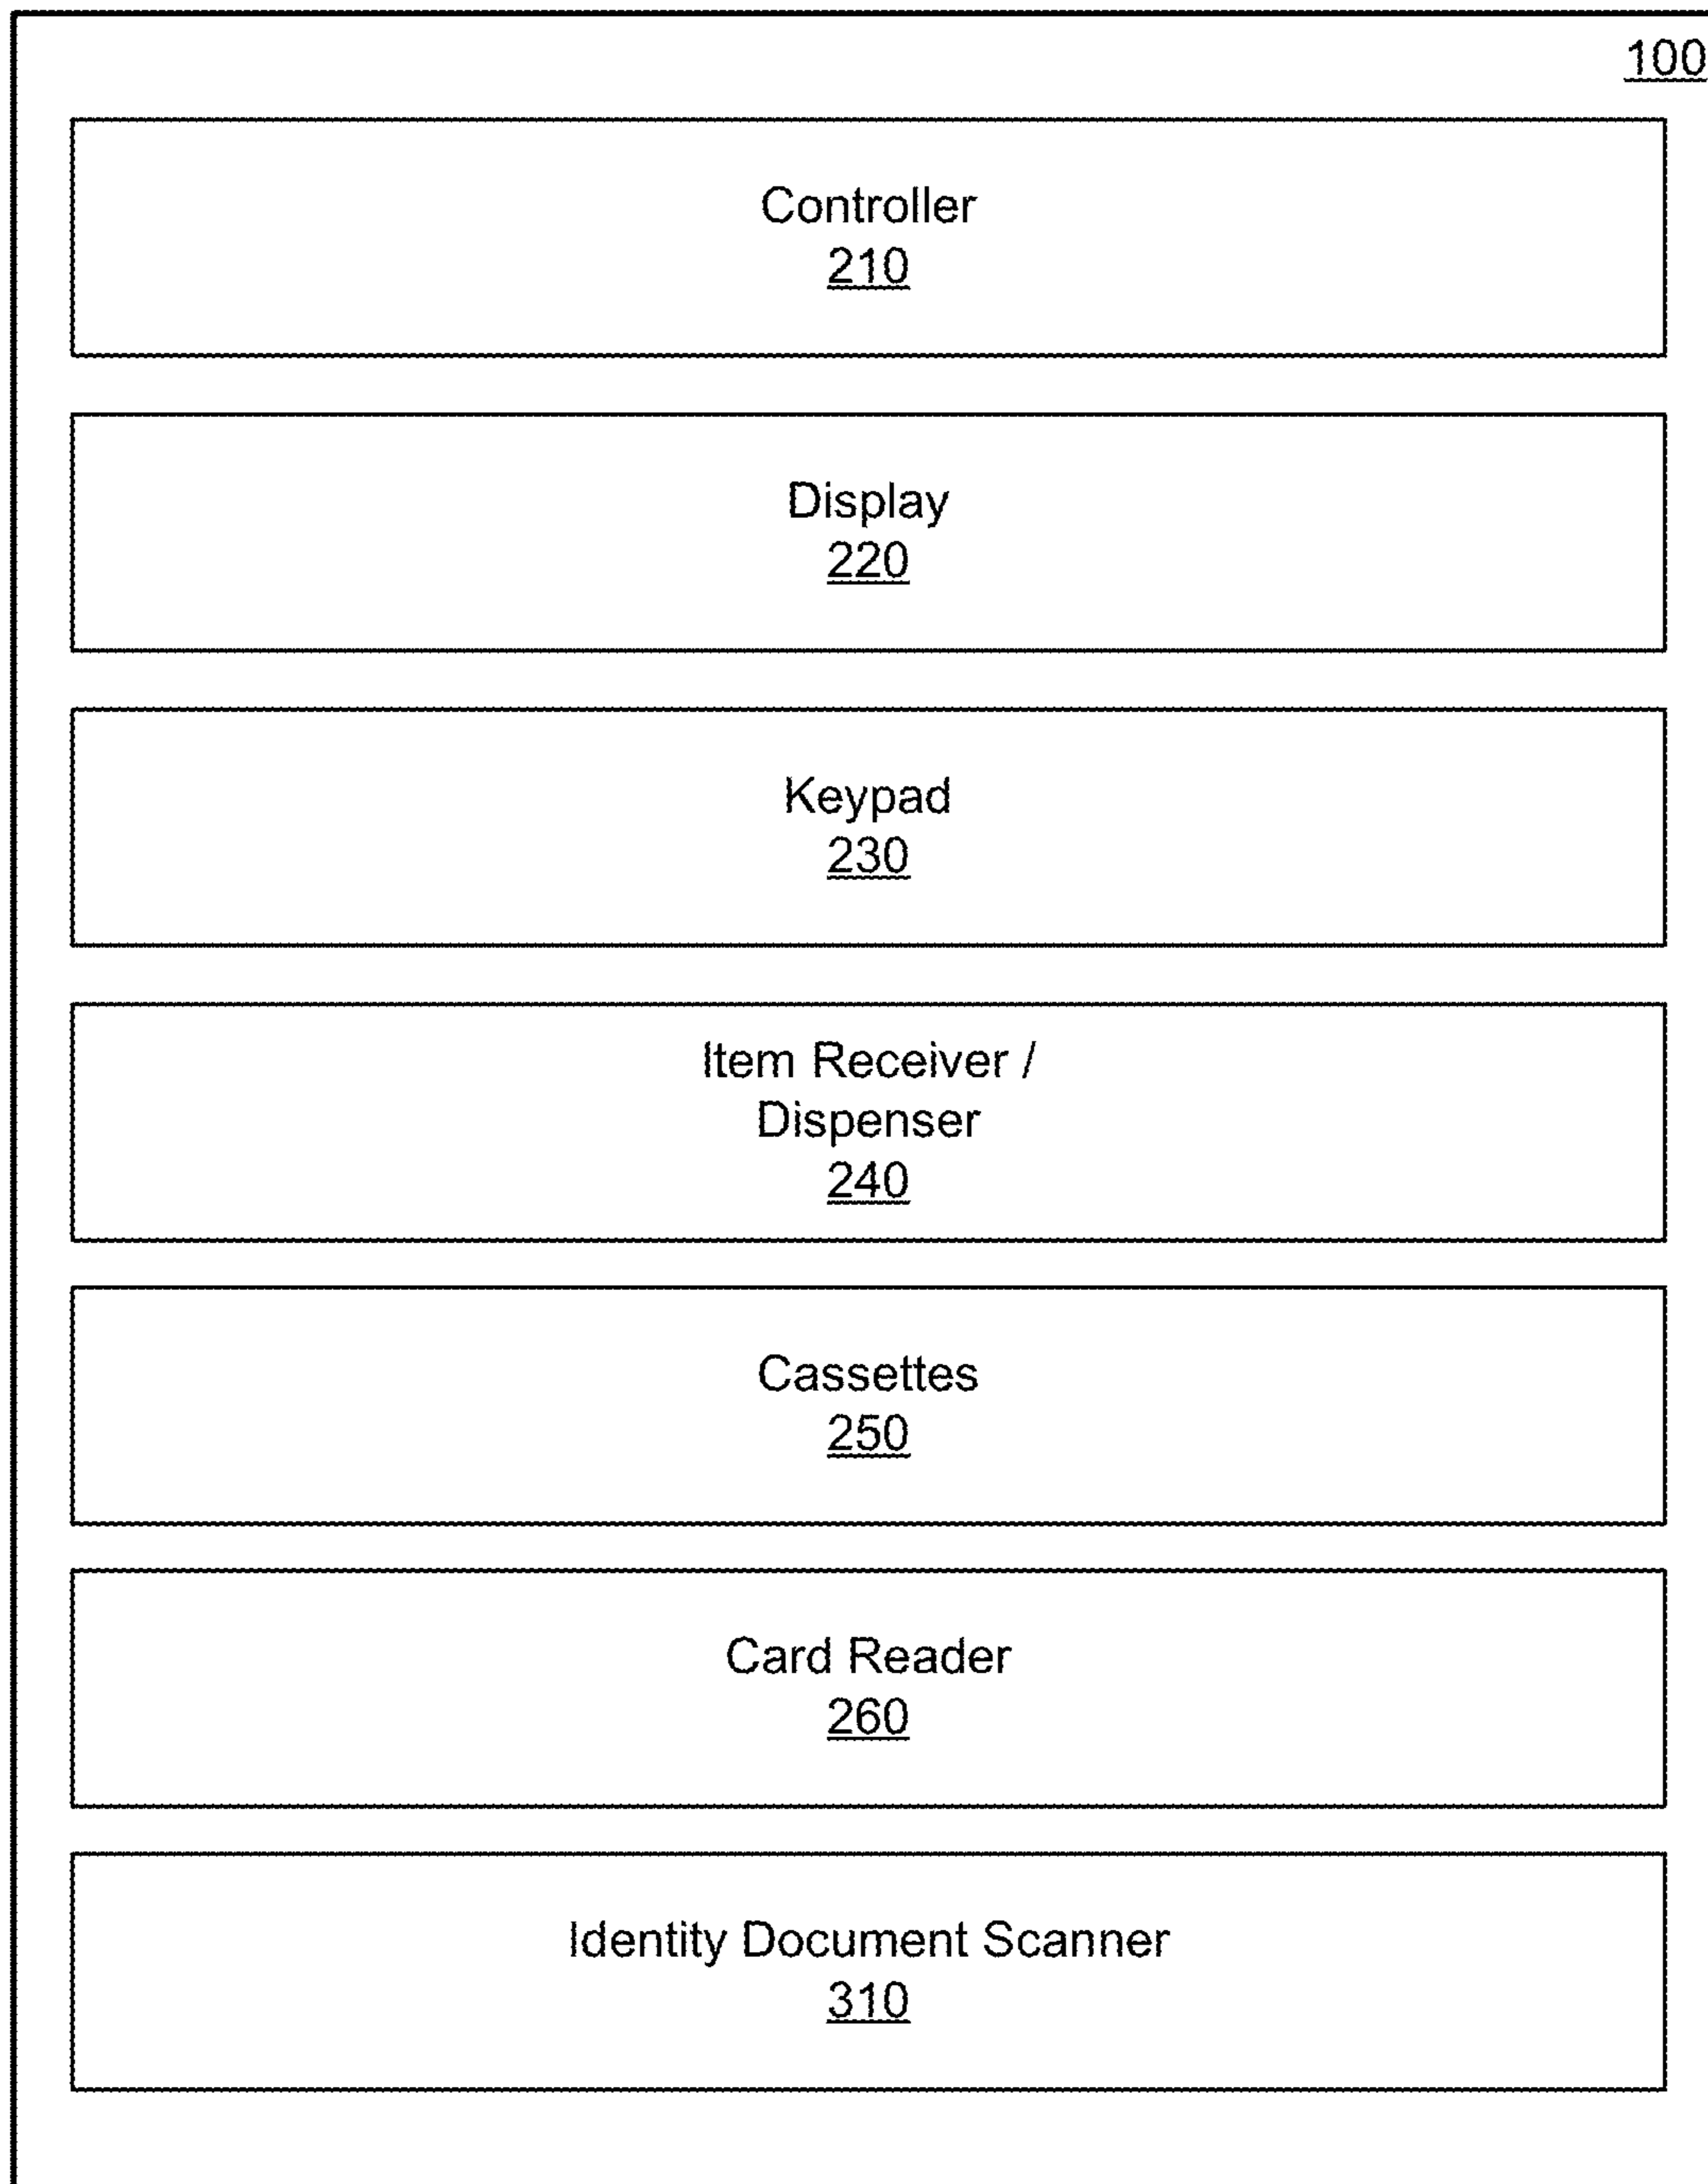 100
Controller
210
Display
220
Keypad
230
Item Receiver /
Dispenser
240
Cassettes
250
Card Reader
260
Identity Document Scanner
310